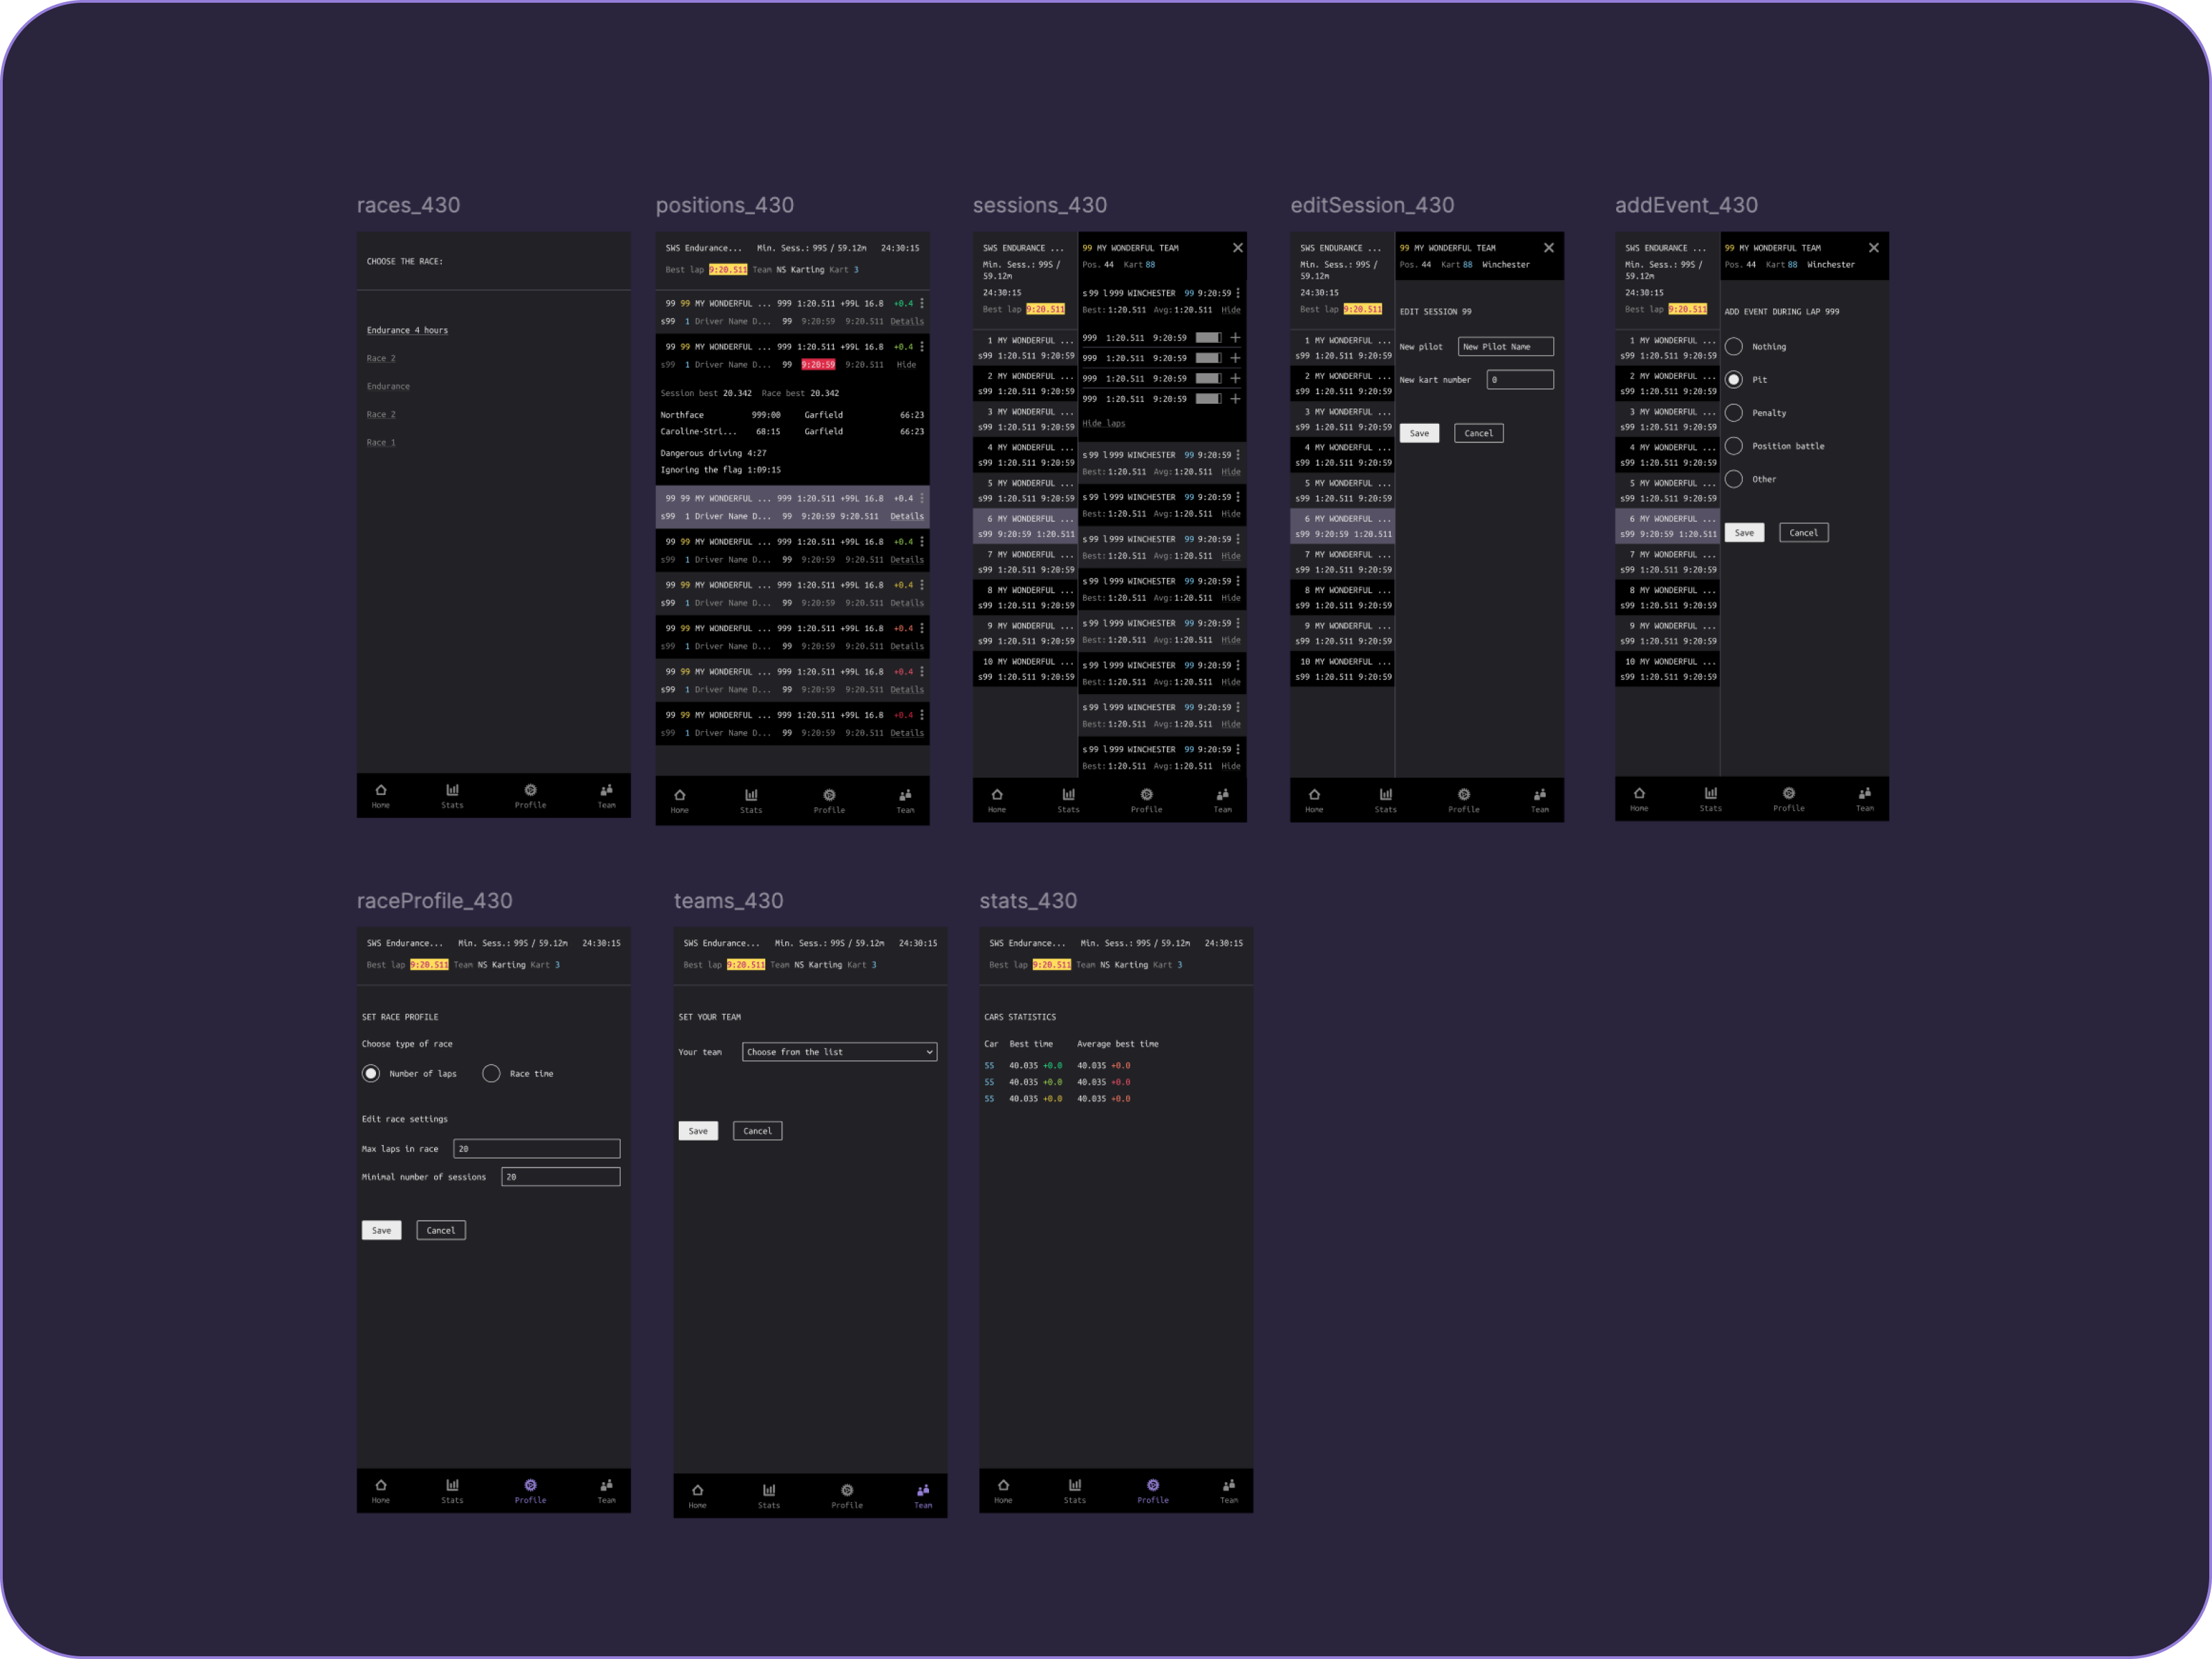 races_430
CHOOSE THE RACE:
Endurance 4 hours
Race 2
Endurance
Race 2
Race 1
Home Stats Profile Team
positions_430
SWS Endurance... Min. Sess.: 99S / 59.12m 24:30:15
Best lap 9:20.511 Team NS Karting Kart 3
99 99 MY WONDERFUL ... 999 1:20.511 +99L 16.8 +0.4
s99 1 Driver Name D... 99 9:20:59 9:20.511 Details
99 99 MY WONDERFUL ... 999 1:20.511 +99L 16.8 +0.4
s99 1 Driver Name D... 99 9:20:59 9:20.511 Hide
Session best 20.342 Race best 20.342
Northface 999:00 Garfield 66:23
Caroline-Stri... 68:15 Garfield 66:23
Dangerous driving 4:27
Ignoring the flag 1:09:15
99 99 MY WONDERFUL ... 999 1:20.511 +99L 16.8 +0.4
s99 1 Driver Name D... 99 9:20:59 9:20.511 Details
99 99 MY WONDERFUL ... 999 1:20.511 +99L 16.8 +0.4
s99 1 Driver Name D... 99 9:20:59 9:20.511 Details
99 99 MY WONDERFUL ... 999 1:20.511 +99L 16.8 +0.4
s99 1 Driver Name D... 99 9:20:59 9:20.511 Details
99 99 MY WONDERFUL ... 999 1:20.511 +99L 16.8 +0.4
s99 1 Driver Name D... 99 9:20:59 9:20.511 Details
99 99 MY WONDERFUL ... 999 1:20.511 +99L 16.8 +0.4
s99 1 Driver Name D... 99 9:20:59 9:20.511 Details
99 99 MY WONDERFUL ... 999 1:20.511 +99L 16.8 +0.4
s99 1 Driver Name D... 99 9:20:59 9:20.511 Details
Home Stats Profile Team
sessions_430
SWS ENDURANCE ...
Min. Sess.: 99S /
59.12m
24:30:15
Best lap 9:20.511
1 MY WONDERFUL ...
s99 1:20.511 9:20:59
2 MY WONDERFUL ...
s99 1:20.511 9:20:59
3 MY WONDERFUL ...
s99 1:20.511 9:20:59
4 MY WONDERFUL ...
s99 1:20.511 9:20:59
5 MY WONDERFUL ...
s99 1:20.511 9:20:59
6 MY WONDERFUL ...
s99 9:20:59 1:20.511
7 MY WONDERFUL ...
s99 1:20.511 9:20:59
8 MY WONDERFUL ...
s99 1:20.511 9:20:59
9 MY WONDERFUL ...
s99 1:20.511 9:20:59
10 MY WONDERFUL ...
s99 1:20.511 9:20:59
99 MY WONDERFUL TEAM
Pos. 44 Kart 88
s 99 l 999 WINCHESTER 99 9:20:59
Best: 1:20.511 Avg: 1:20.511 Hide
999 1:20.511 9:20:59
999 1:20.511 9:20:59
999 1:20.511 9:20:59
999 1:20.511 9:20:59
Hide laps
s 99 l 999 WINCHESTER 99 9:20:59
Best: 1:20.511 Avg: 1:20.511 Hide
s 99 l 999 WINCHESTER 99 9:20:59
Best: 1:20.511 Avg: 1:20.511 Hide
s 99 l 999 WINCHESTER 99 9:20:59
Best: 1:20.511 Avg: 1:20.511 Hide
s 99 l 999 WINCHESTER 99 9:20:59
Best: 1:20.511 Avg: 1:20.511 Hide
s 99 l 999 WINCHESTER 99 9:20:59
Best: 1:20.511 Avg: 1:20.511 Hide
s 99 l 999 WINCHESTER 99 9:20:59
Best: 1:20.511 Avg: 1:20.511 Hide
s 99 l 999 WINCHESTER 99 9:20:59
Best: 1:20.511 Avg: 1:20.511 Hide
s 99 l 999 WINCHESTER 99 9:20:59
Best: 1:20.511 Avg: 1:20.511 Hide
Home Stats Profile Team
editSession_430
SWS ENDURANCE ...
Min. Sess.: 99S /
59.12m
24:30:15
Best lap 9:20.511
1 MY WONDERFUL ...
s99 1:20.511 9:20:59
2 MY WONDERFUL ...
s99 1:20.511 9:20:59
3 MY WONDERFUL ...
s99 1:20.511 9:20:59
4 MY WONDERFUL ...
s99 1:20.511 9:20:59
5 MY WONDERFUL ...
s99 1:20.511 9:20:59
6 MY WONDERFUL ...
s99 9:20:59 1:20.511
7 MY WONDERFUL ...
s99 1:20.511 9:20:59
8 MY WONDERFUL ...
s99 1:20.511 9:20:59
9 MY WONDERFUL ...
s99 1:20.511 9:20:59
10 MY WONDERFUL ...
s99 1:20.511 9:20:59
99 MY WONDERFUL TEAM
Pos. 44 Kart 88 Winchester
EDIT SESSION 99
New pilot New Pilot Name
New kart number 0
Save Cancel
Home Stats Profile Team
addEvent_430
SWS ENDURANCE ...
Min. Sess.: 99S /
59.12m
24:30:15
Best lap 9:20.511
1 MY WONDERFUL ...
s99 1:20.511 9:20:59
2 MY WONDERFUL ...
s99 1:20.511 9:20:59
3 MY WONDERFUL ...
s99 1:20.511 9:20:59
4 MY WONDERFUL ...
s99 1:20.511 9:20:59
5 MY WONDERFUL ...
s99 1:20.511 9:20:59
6 MY WONDERFUL ...
s99 9:20:59 1:20.511
7 MY WONDERFUL ...
s99 1:20.511 9:20:59
8 MY WONDERFUL ...
s99 1:20.511 9:20:59
9 MY WONDERFUL ...
s99 1:20.511 9:20:59
10 MY WONDERFUL ...
s99 1:20.511 9:20:59
99 MY WONDERFUL TEAM
Pos. 44 Kart 88 Winchester
ADD EVENT DURING LAP 999
Nothing
Pit
Penalty
Position battle
Other
Save Cancel
Home Stats Profile Team
raceProfile_430
SWS Endurance... Min. Sess.: 99S / 59.12m 24:30:15
Best lap 9:20.511 Team NS Karting Kart 3
SET RACE PROFILE
Choose type of race
Number of laps Race time
Edit race settings
Max laps in race 20
Minimal number of sessions 20
Save Cancel
Home Stats Profile Team
teams_430
SWS Endurance... Min. Sess.: 99S / 59.12m 24:30:15
Best lap 9:20.511 Team NS Karting Kart 3
SET YOUR TEAM
Your team Choose from the list
Save Cancel
Home Stats Profile Team
stats_430
SWS Endurance... Min. Sess.: 99S / 59.12m 24:30:15
Best lap 9:20.511 Team NS Karting Kart 3
CARS STATISTICS
Car Best time Average best time
55 40.035 +0.0 40.035 +0.0
55 40.035 +0.0 40.035 +0.0
55 40.035 +0.0 40.035 +0.0
Home Stats Profile Team